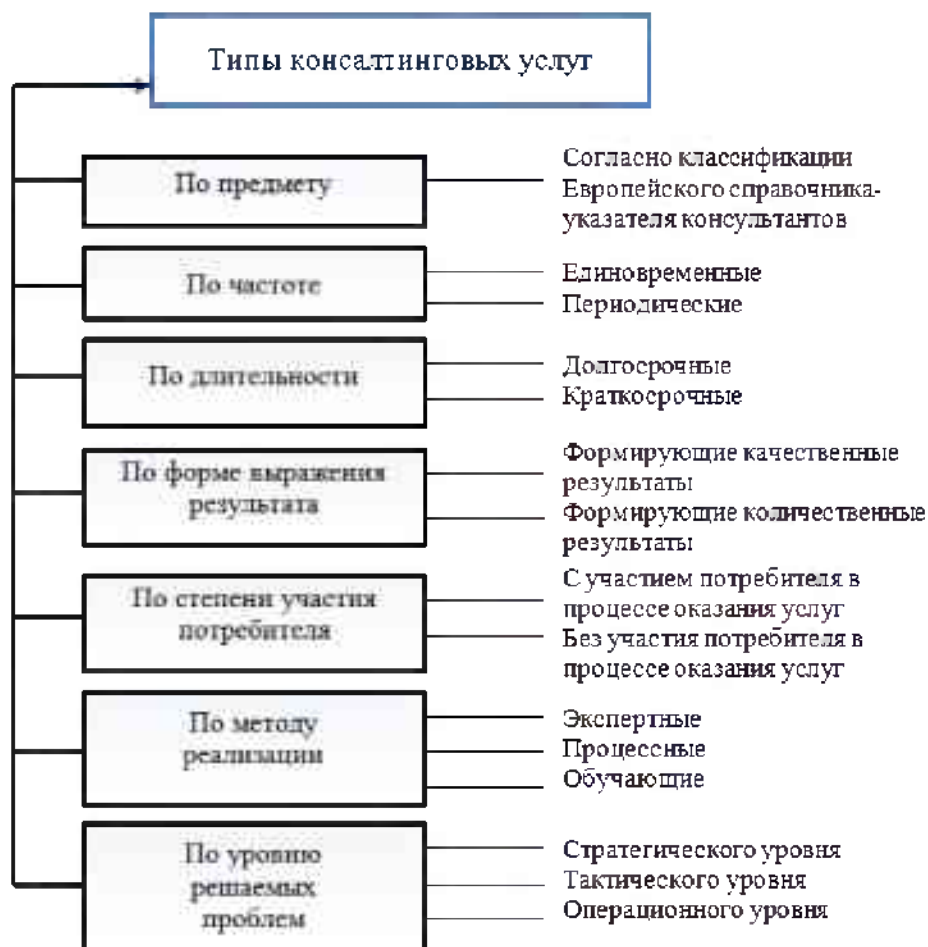 Типы консалтинговых услуг
По предмету
Согласно классификации
Европейского справочника-
указателя консультантов
По частоте
Единовременные
Периодические
По длительности
Долгосрочные
Краткосрочные
По форме выражения
результата
Формирующие качественные
результаты
Формирующие количественные
результаты
По степени участия
потребителя
С участием потребителя в
процессе оказания услуг
Без участия потребителя в
процессе оказания услуг
По методу
реализации
Экспертные
Процессные
Обучающие
По уровню
решаемых
проблем
Стратегического уровня
Тактического уровня
Операционного уровня